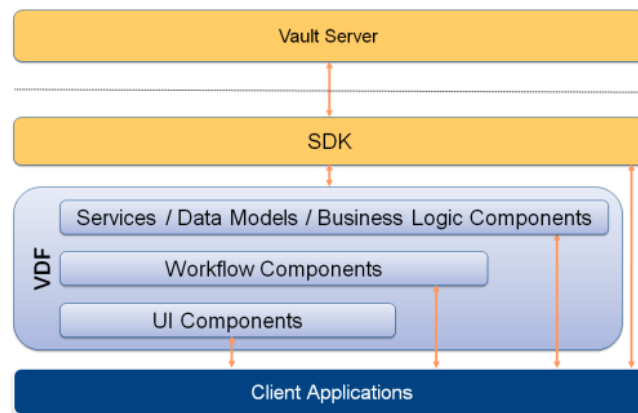 Vault Server
SDK
VDF
Services / Data Models / Business Logic Components
Workflow Components
UI Components
Client Applications